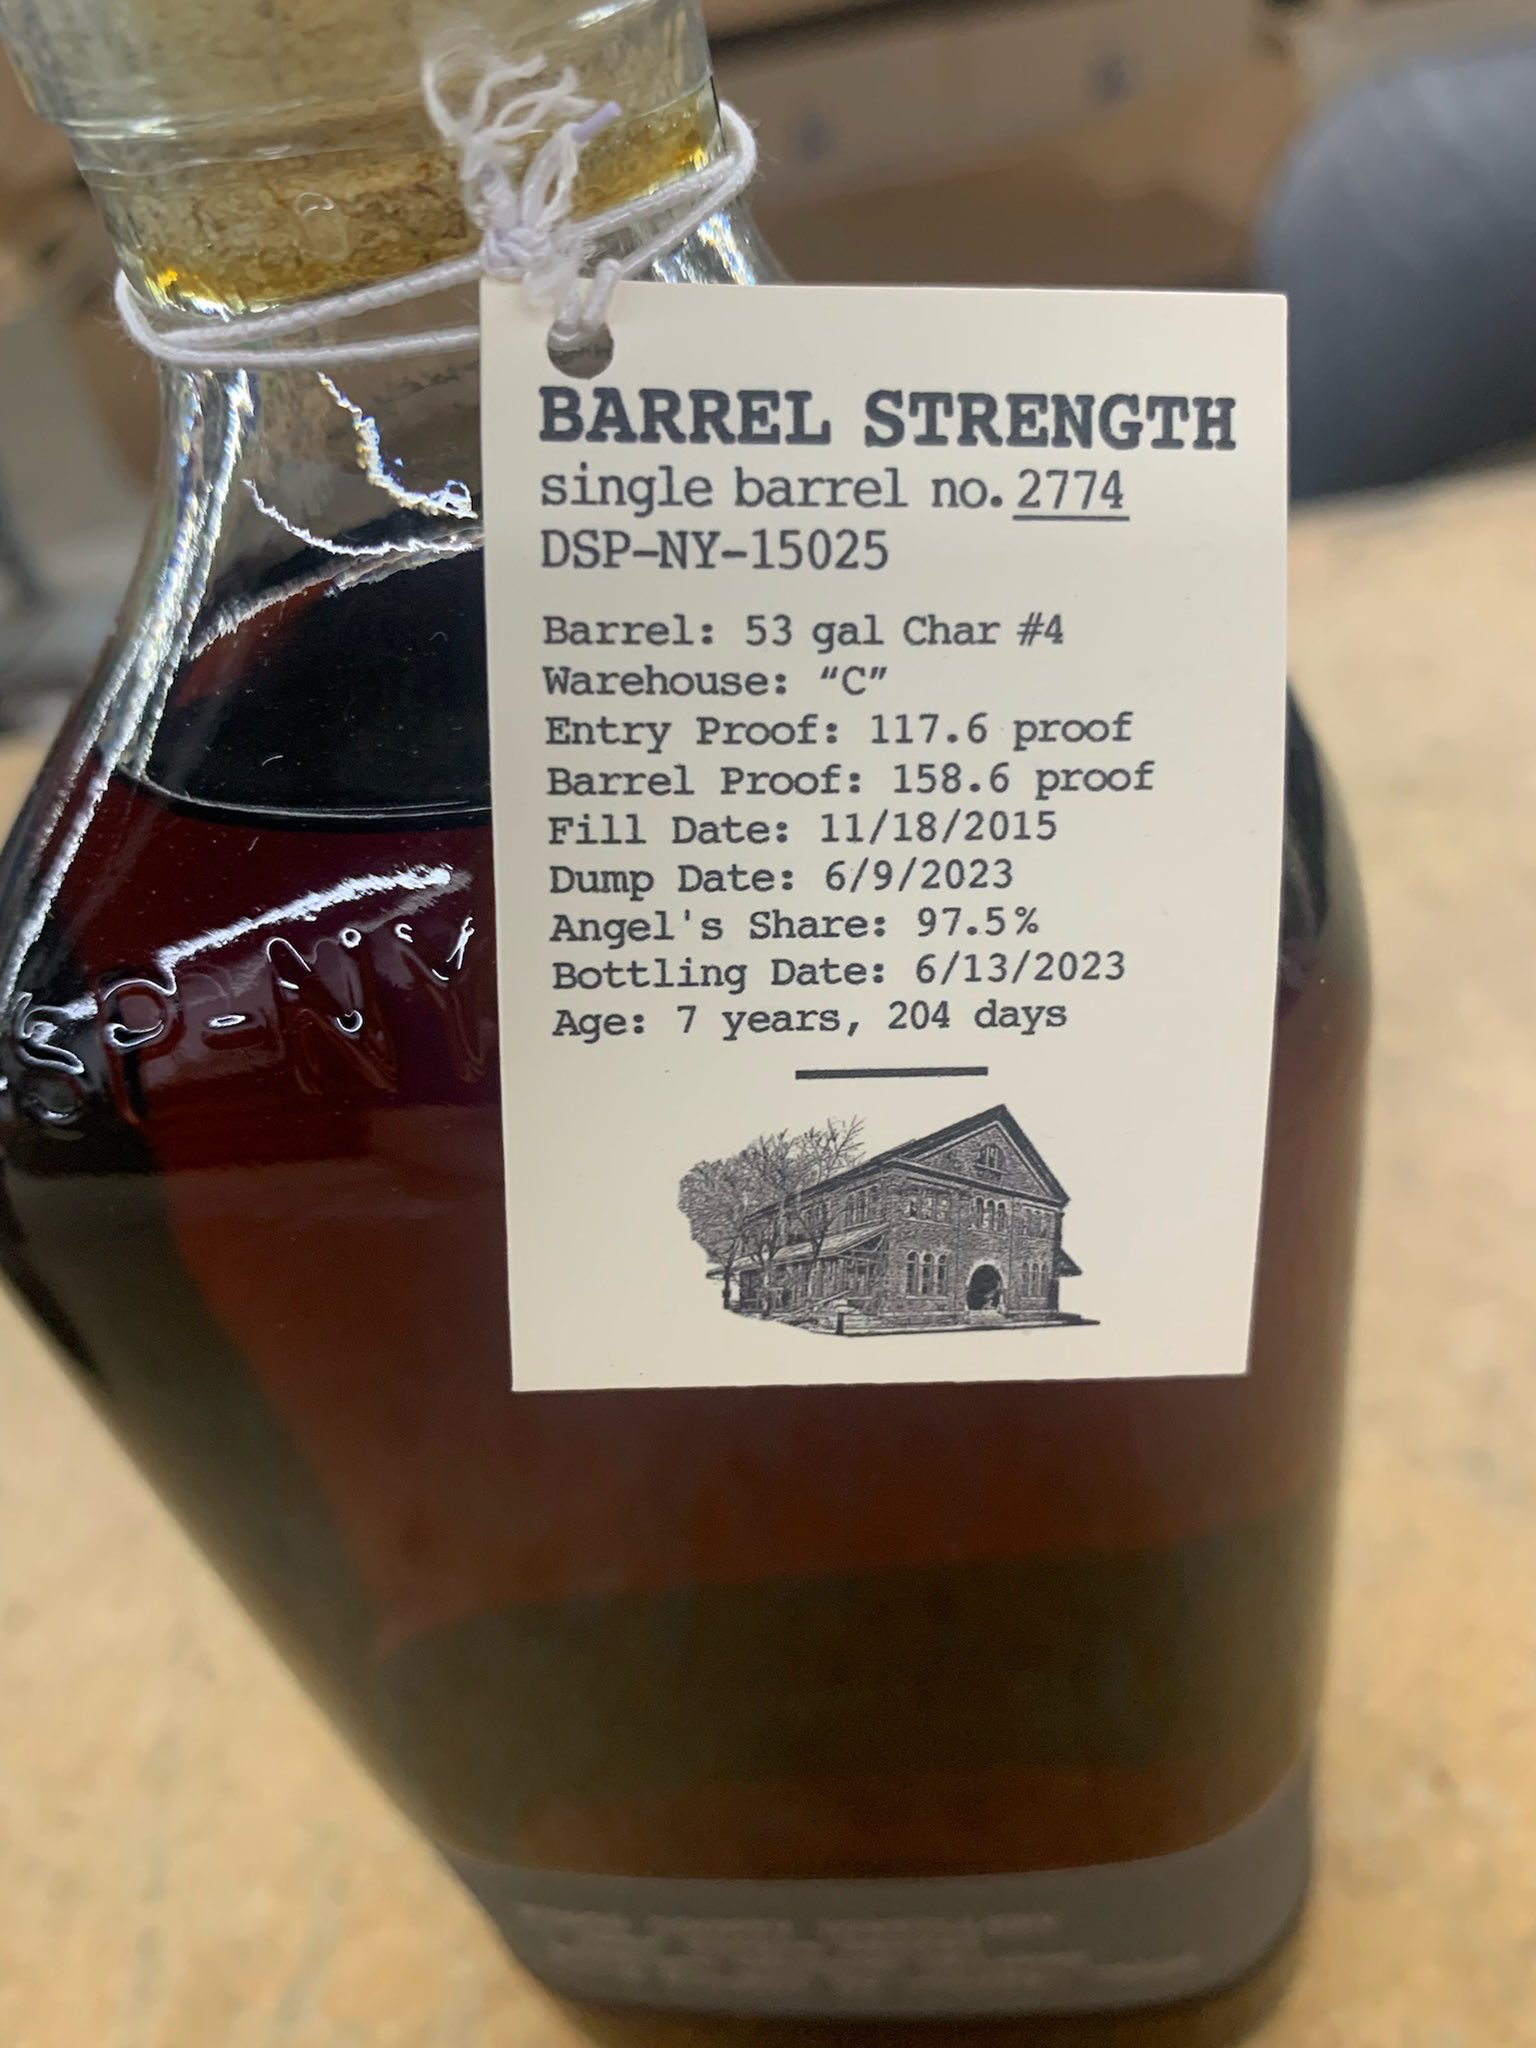 BARREL STRENGTH
single barrel no. 2774
DSP-NY-15025
Barrel: 53 gal Char #4
Warehouse: “C”
Entry Proof: 117.6 proof
Barrel Proof: 158.6 proof
Fill Date: 11/18/2015
Dump Date: 6/9/2023
Angel's Share: 97.5%
Bottling Date: 6/13/2023
Age: 7 years, 204 days